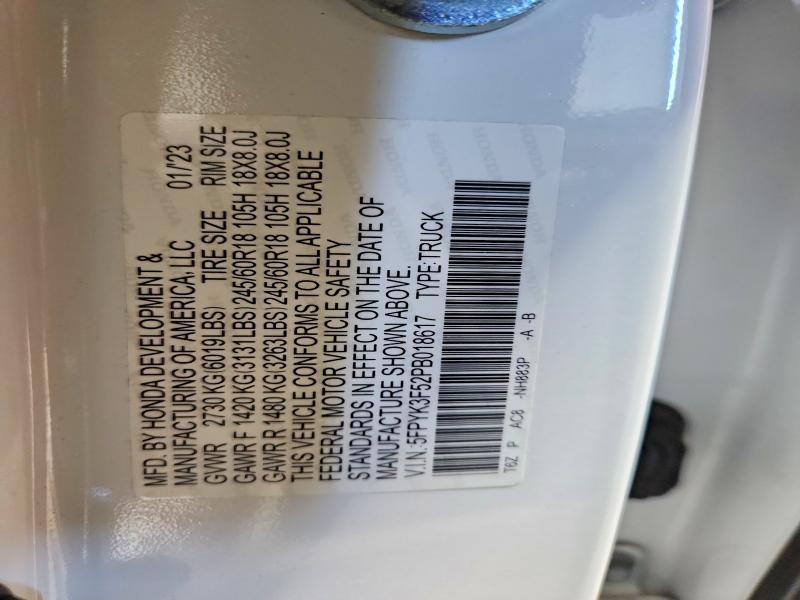 MFD. BY HONDA DEVELOPMENT &
MANUFACTURING OF AMERICA, LLC 01/'23
GVWR 2730 KG(6019LBS) TIRE SIZE RIM SIZE
GAWR F 1420 KG(3131LBS) 245/60R18 105H 18X8.0J
GAWR R 1480 KG(3263LBS) 245/60R18 105H 18X8.0J
THIS VEHICLE CONFORMS TO ALL APPLICABLE
FEDERAL MOTOR VEHICLE SAFETY
STANDARDS IN EFFECT ON THE DATE OF
MANUFACTURE SHOWN ABOVE.
V.I.N:5FPYK3F52PB018617 TYPE:TRUCK
T6Z P AC8 -NH883P -A -B